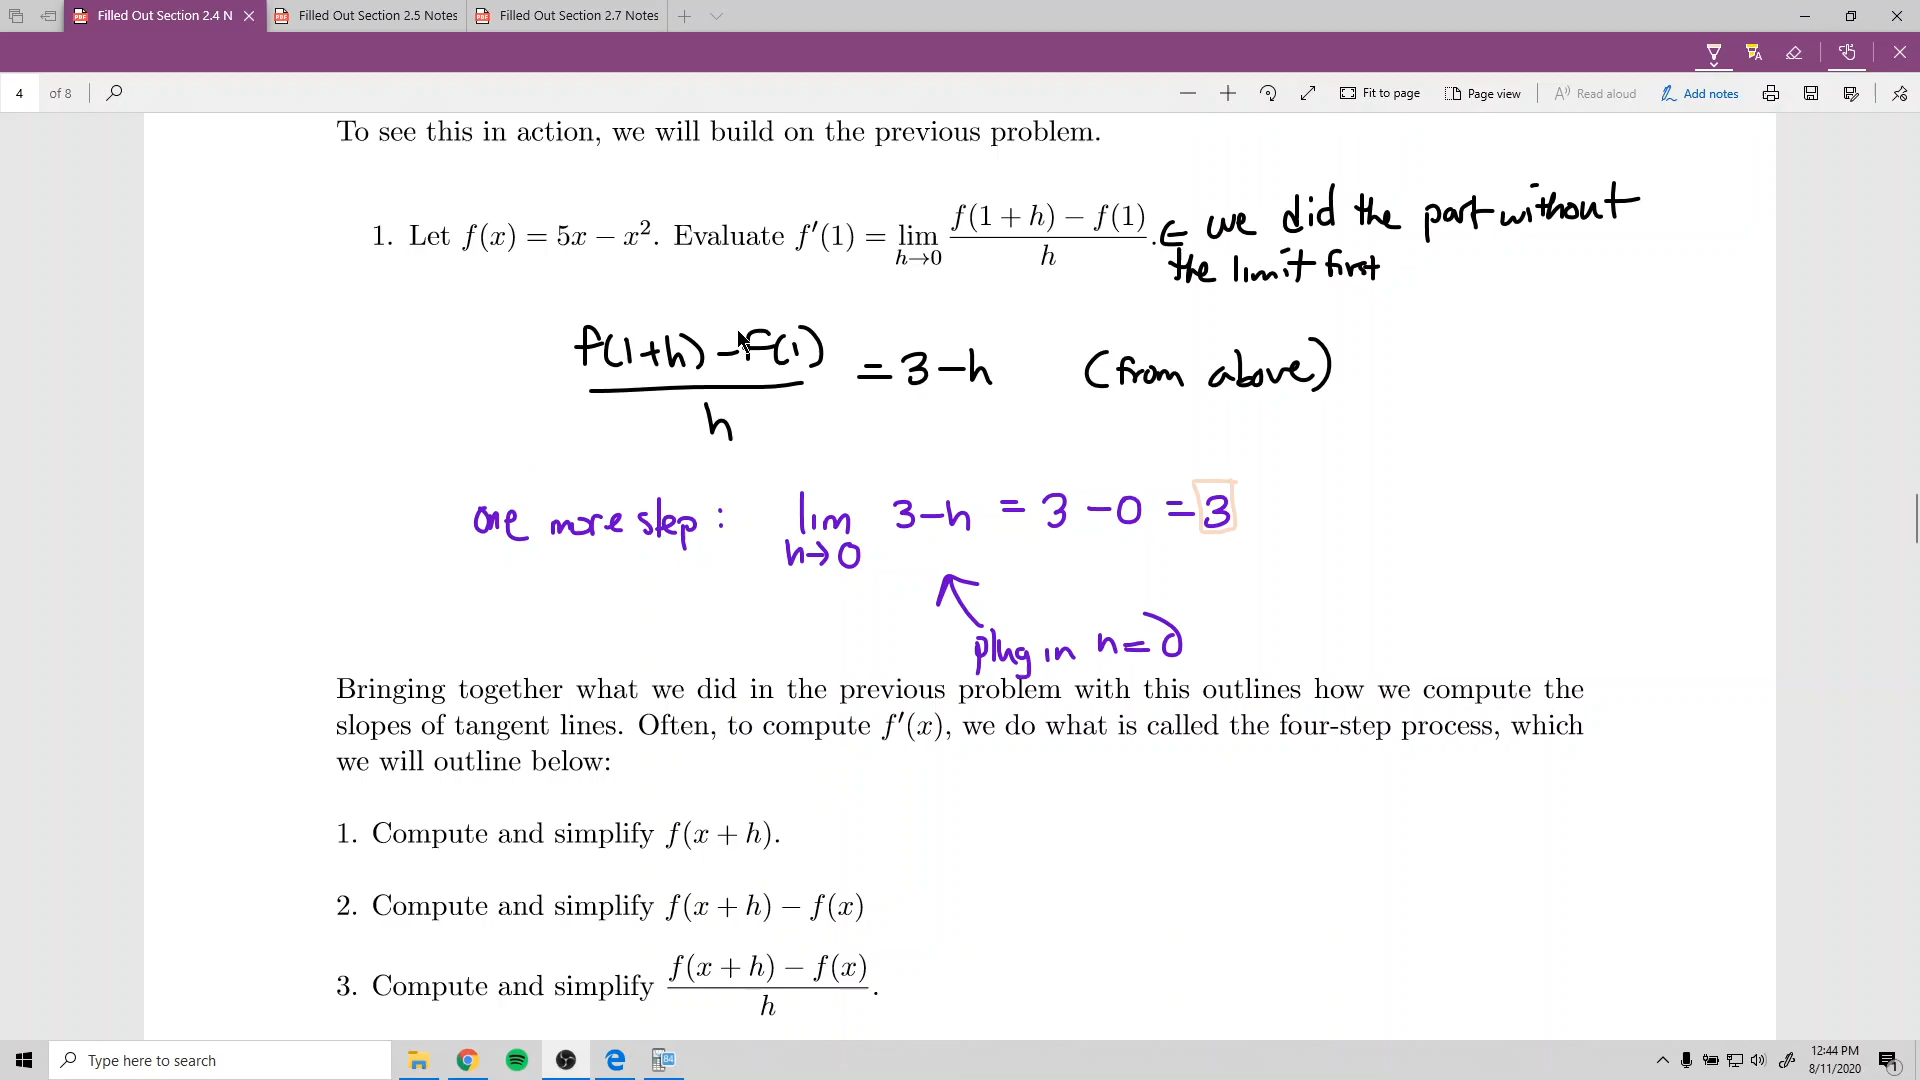 Filled Out Section 2.4 N
Filled Out Section 2.5 Notes
Filled Out Section 2.7 Notes
4 of 8
Fit to page
Page view
Read aloud
Add notes
To see this in action, we will build on the previous problem.
1. Let f(x) = 5x − x². Evaluate f′(1) = lim_{h→0} (f(1 + h) − f(1))/h. ∈ we did the part without
the limit first
(f(1+h) − f(1))/h = 3−h (from above)
one more step: lim_{h→0} 3−h = 3 −0 = 3
plug in h=0
Bringing together what we did in the previous problem with this outlines how we compute the
slopes of tangent lines. Often, to compute f′(x), we do what is called the four-step process, which
we will outline below:
1. Compute and simplify f(x + h).
2. Compute and simplify f(x + h) − f(x)
3. Compute and simplify (f(x + h) − f(x))/h.
Type here to search
84
12:44 PM
8/11/2020
1